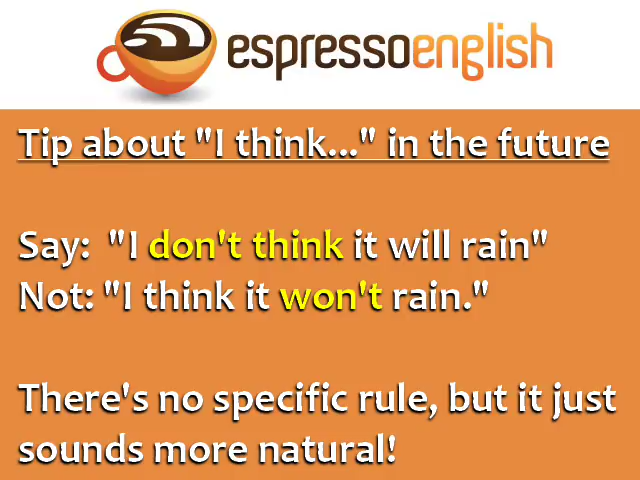 espressoenglish
Tip about "I think..." in the future
Say: "I don't think it will rain"
Not: "I think it won't rain."
There's no specific rule, but it just
sounds more natural!